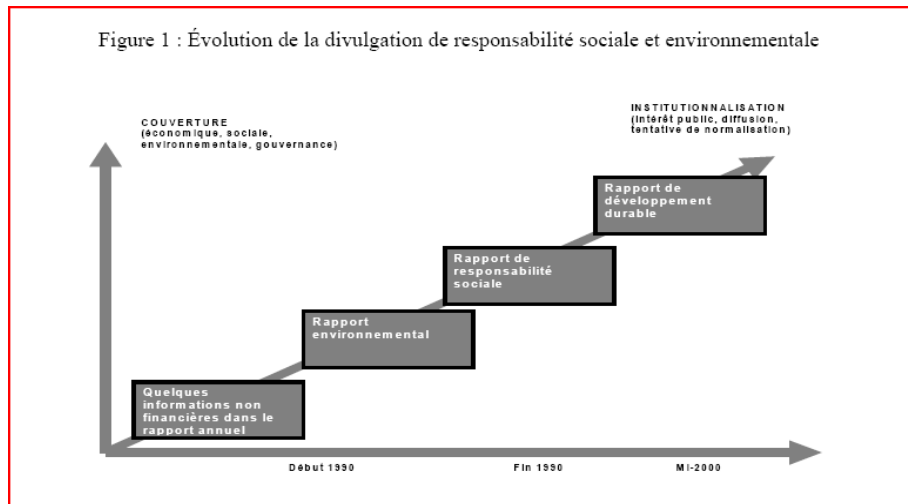 Figure 1 : Évolution de la divulgation de responsabilité sociale et environnementale
COUVERTURE
(économique, sociale,
environnementale, gouvernance)
INSTITUTIONNALISATION
(intérêt public, diffusion,
tentative de normalisation)
Rapport de
développement
durable
Rapport de
responsabilité
sociale
Rapport
environnemental
Quelques
informations non
financières dans le
rapport annuel
Début 1990
Fin 1990
MI-2000